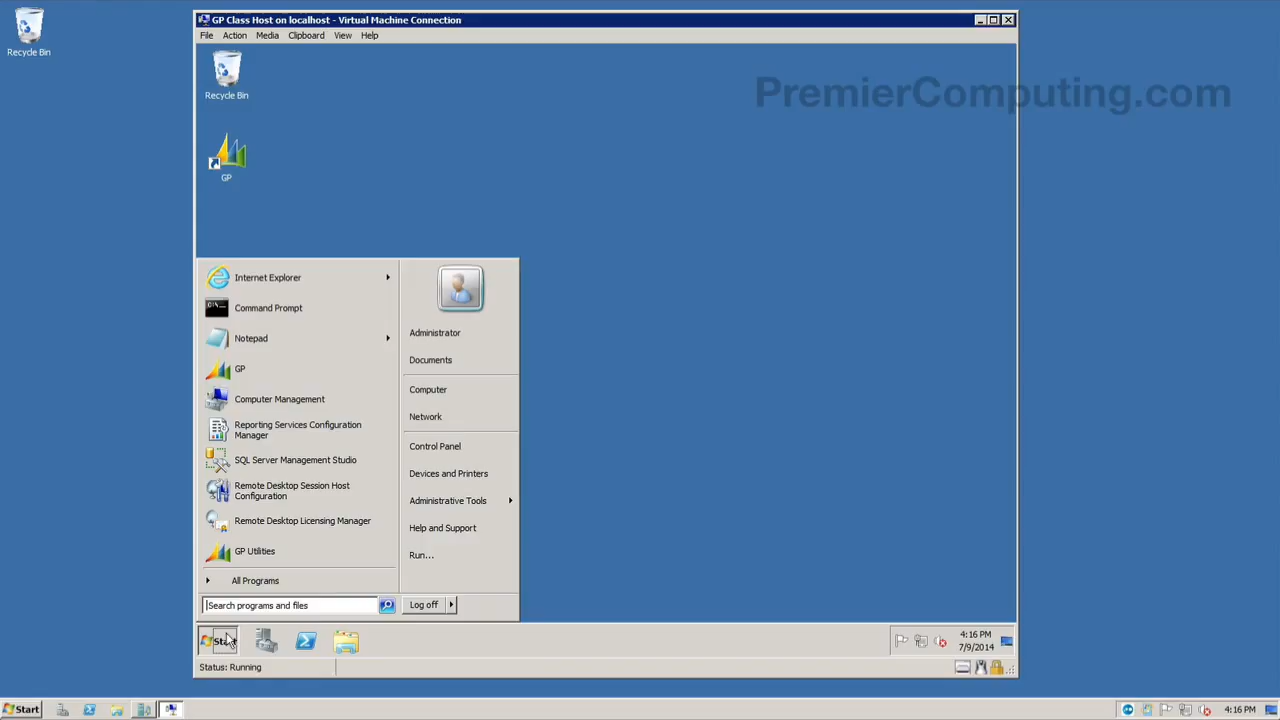 Recycle Bin
GP Class Host on localhost - Virtual Machine Connection
File Action Media Clipboard View Help
Recycle Bin
PremierComputing.com
GP
Internet Explorer
Command Prompt
Notepad
GP
Computer Management
Reporting Services Configuration
Manager
SQL Server Management Studio
Remote Desktop Session Host
Configuration
Remote Desktop Licensing Manager
GP Utilities
All Programs
Search programs and files
Administrator
Documents
Computer
Network
Control Panel
Devices and Printers
Administrative Tools
Help and Support
Run...
Log off
Start
4:16 PM
7/9/2014
Status: Running
Start
4:16 PM